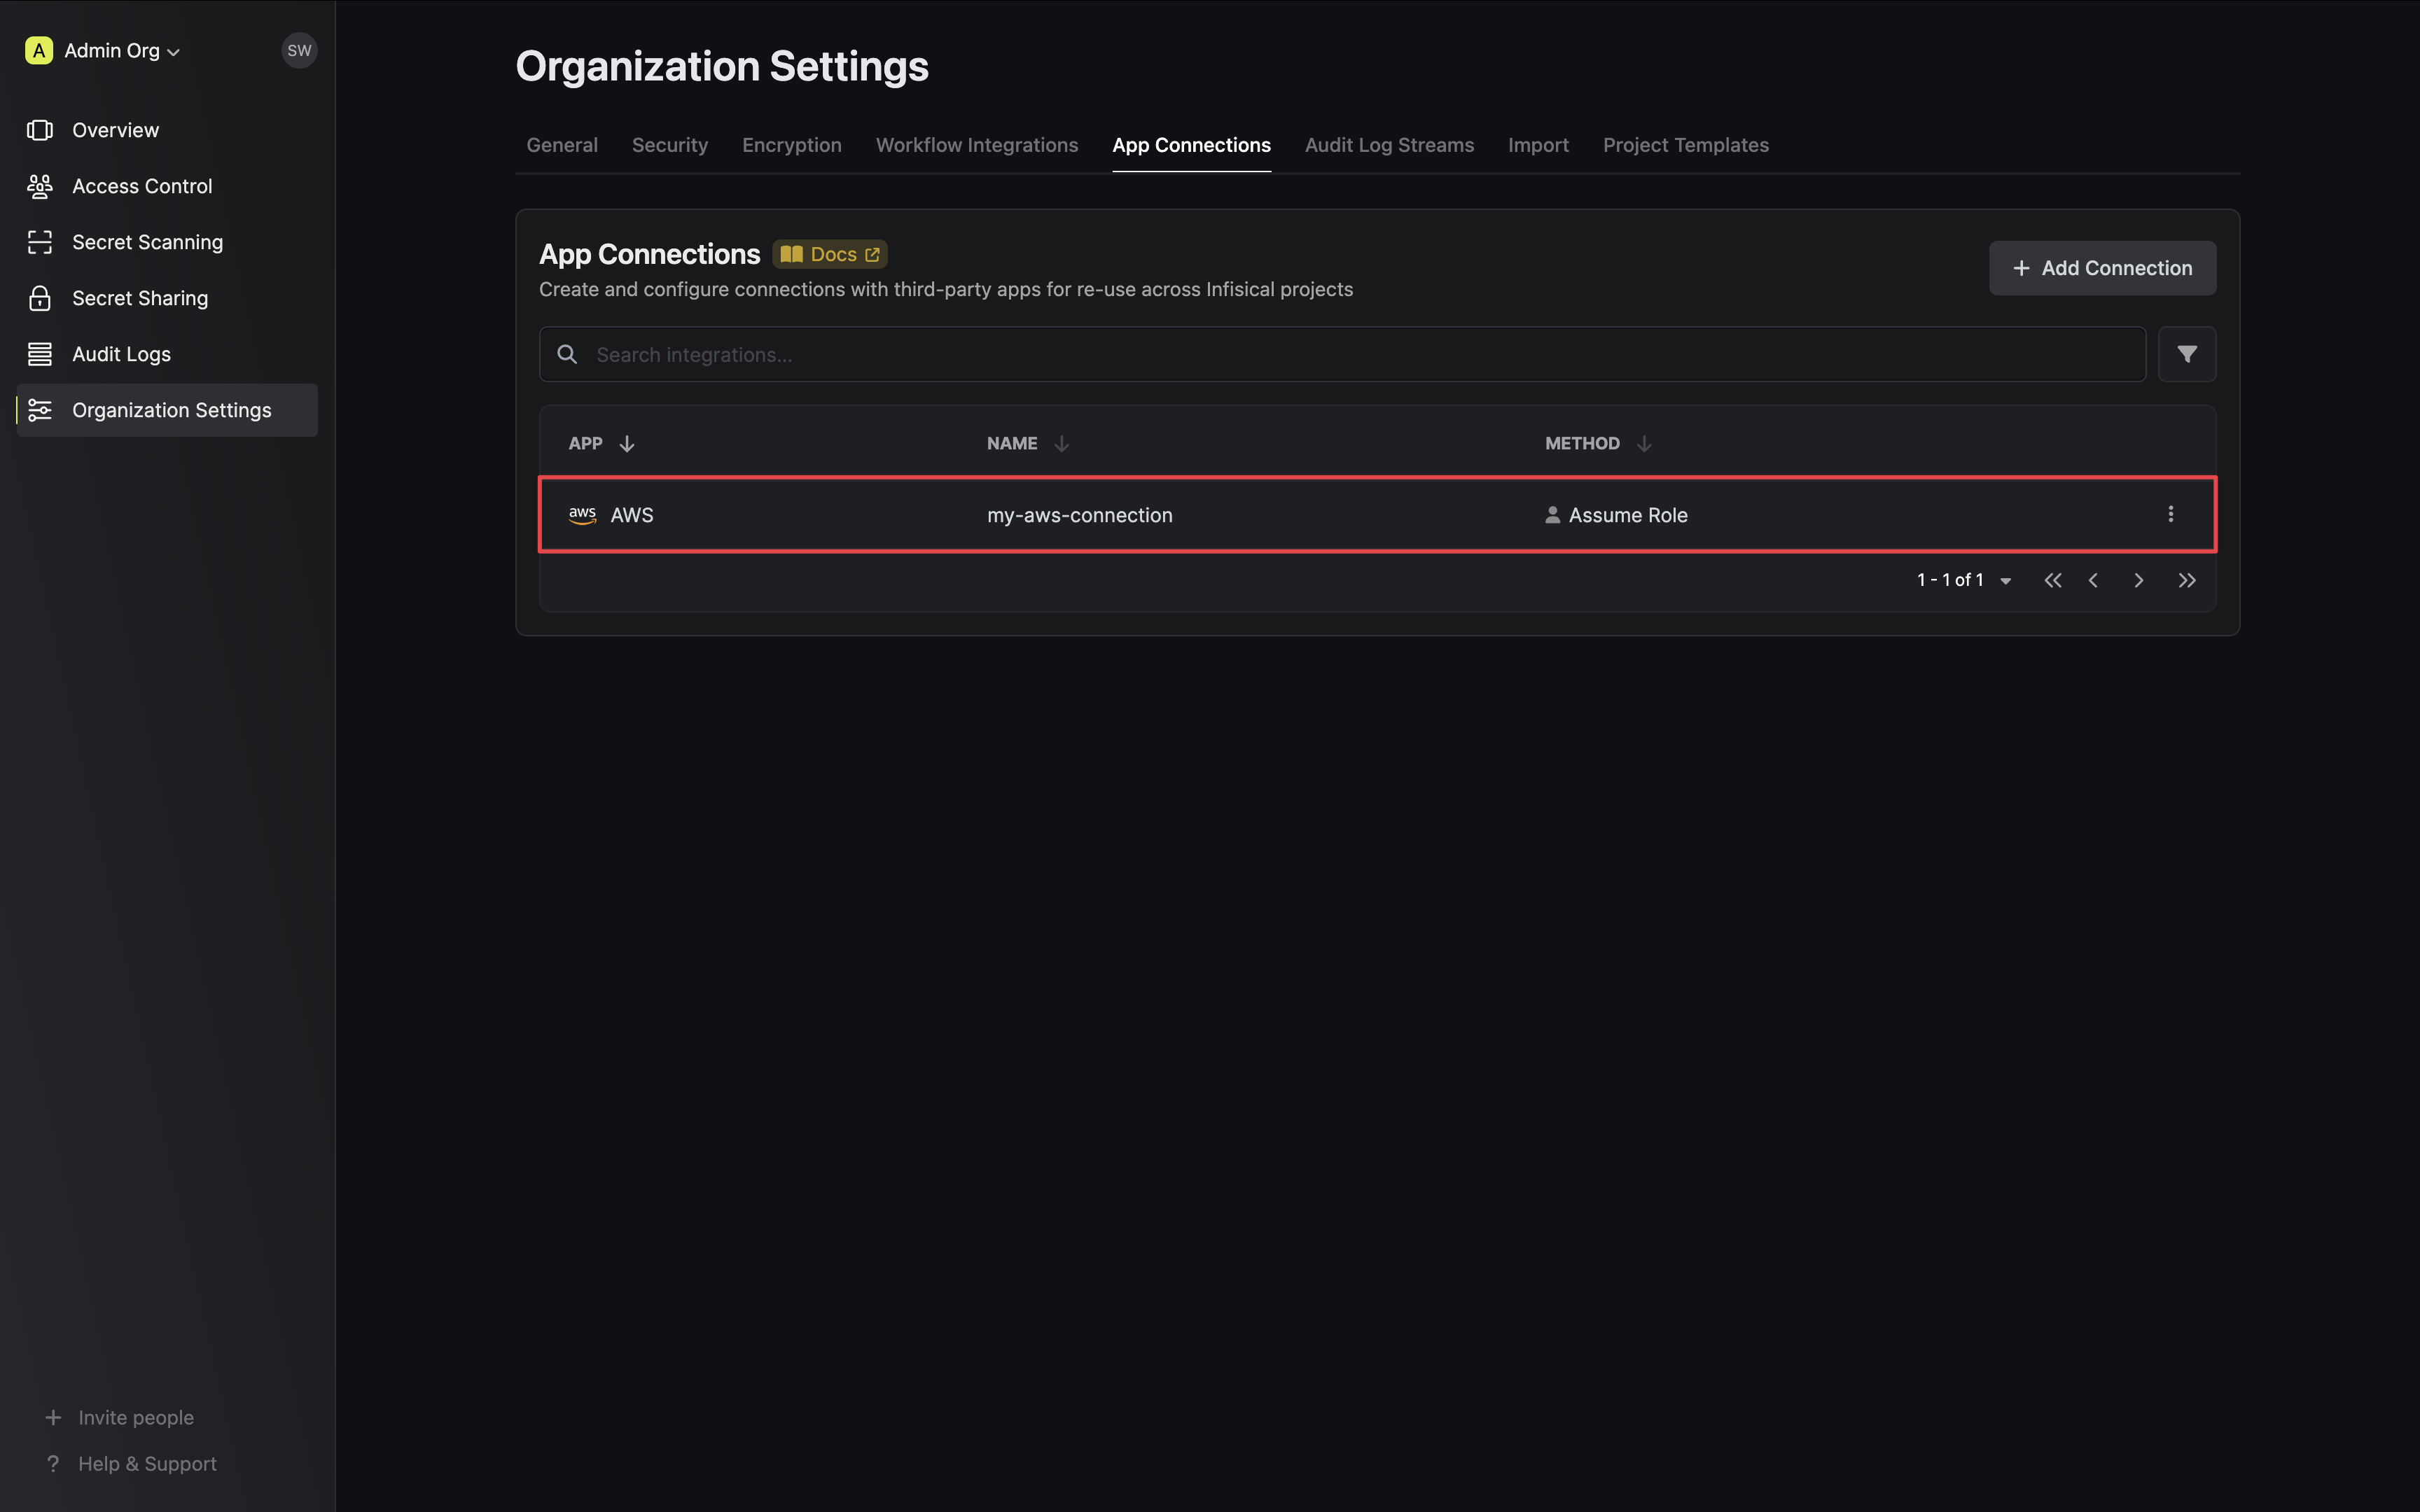 A Admin Org SW
Overview
Access Control
Secret Scanning
Secret Sharing
Audit Logs
Organization Settings
Invite people
? Help & Support
Organization Settings
General Security Encryption Workflow Integrations App Connections Audit Log Streams Import Project Templates
App Connections Docs
Create and configure connections with third-party apps for re-use across Infisical projects
+ Add Connection
Search integrations...
APP NAME METHOD
aws AWS my-aws-connection Assume Role
1 - 1 of 1